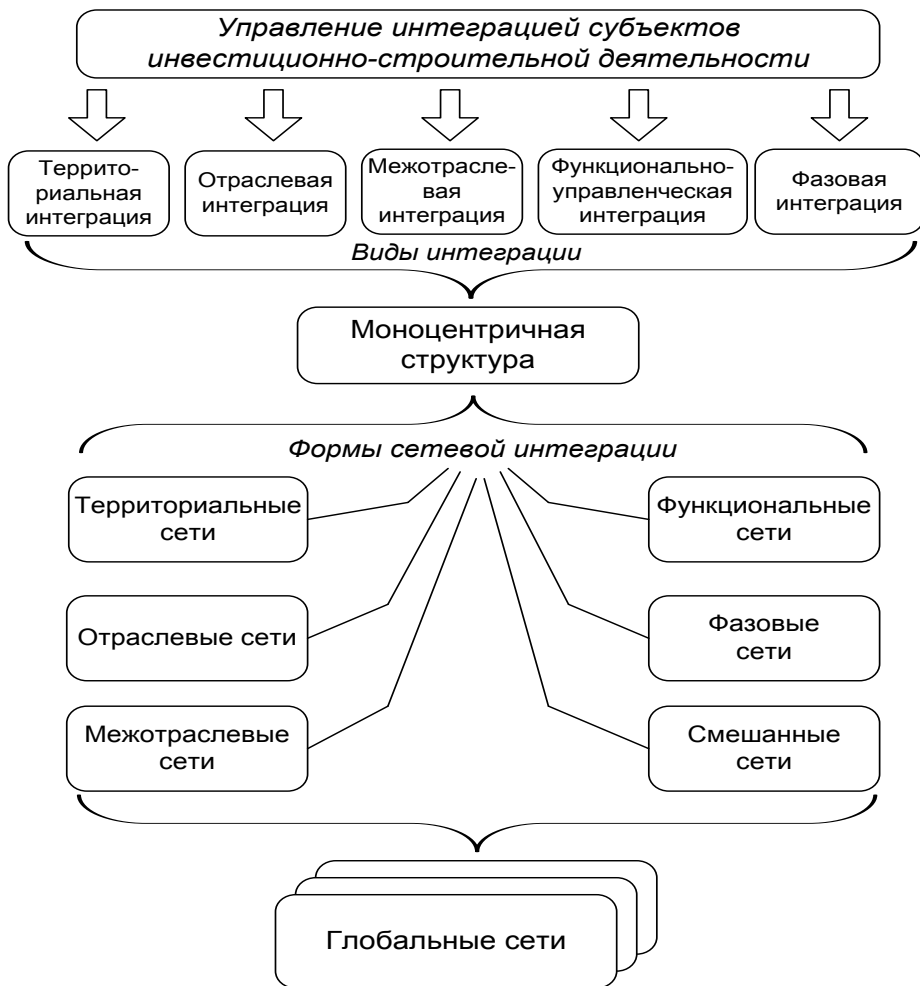 Управление интеграцией субъектов
инвестиционно-строительной деятельности
Террито-
риальная
интеграция
Отраслевая
интеграция
Межотрасле-
вая
интеграция
Функционально-
управленческая
интеграция
Фазовая
интеграция
Виды интеграции
Моноцентричная
структура
Формы сетевой интеграции
Территориальные
сети
Функциональные
сети
Отраслевые сети
Фазовые
сети
Межотраслевые
сети
Смешанные
сети
Глобальные сети